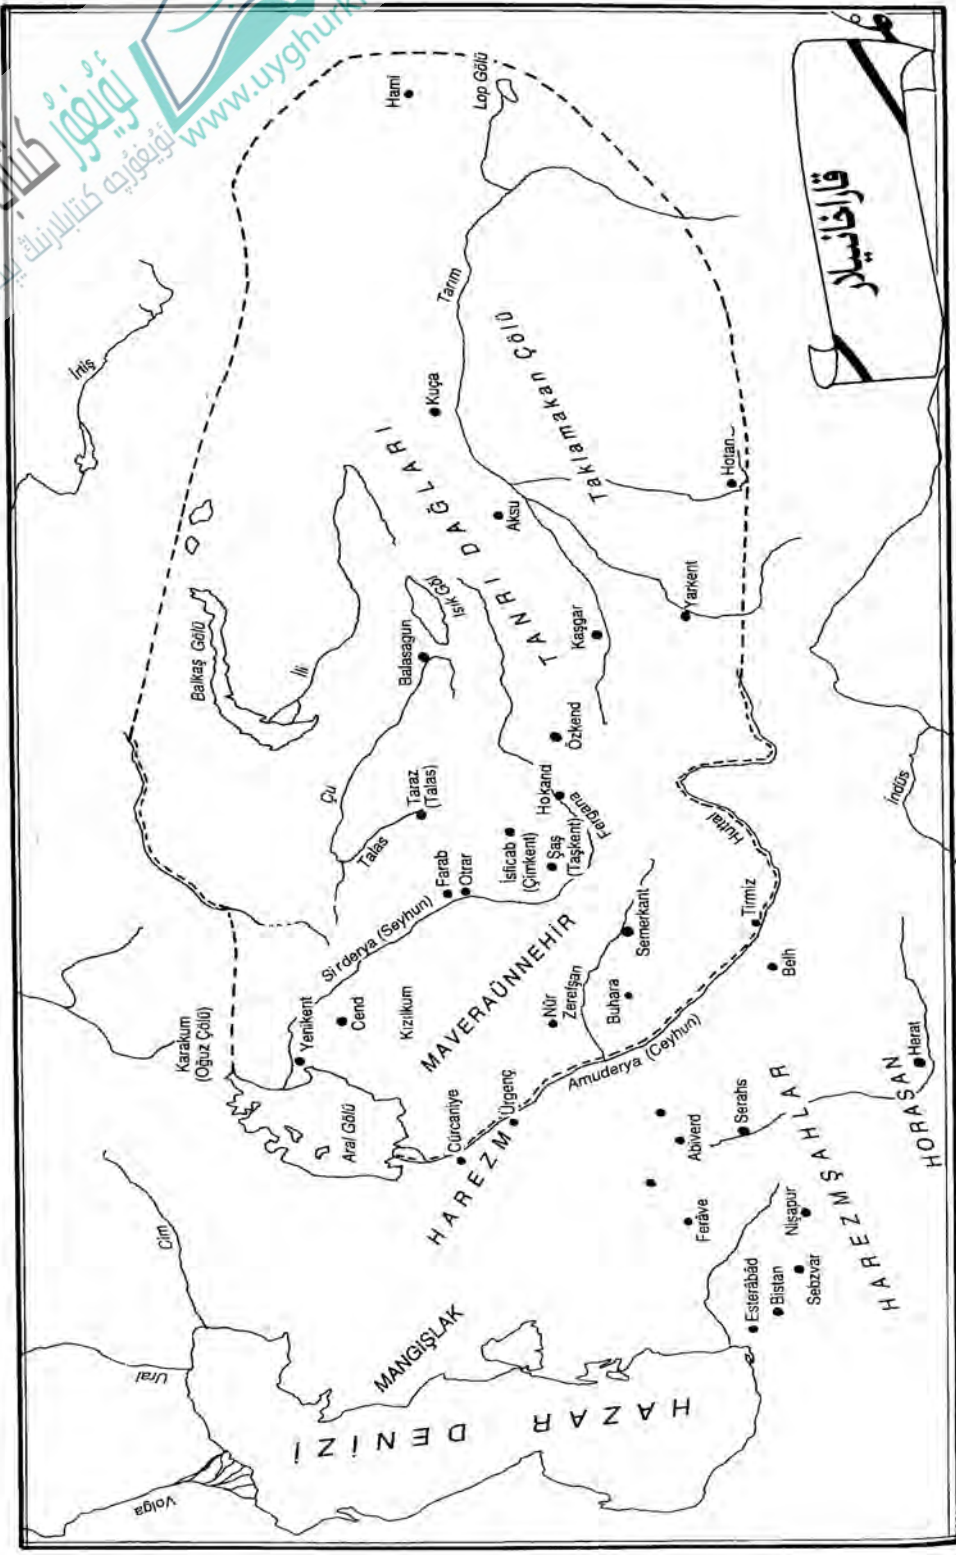 قاراخانىيلار
www.uyghurki
ئۇيغۇر
ئۇيغۇرچە كىتابلارنىڭ
Hami
Lop Gölü
İrtiş
Tarım
Kuça
Taklamakan Çölü
Hotan
Aksu
TANRI DAĞLARI
Isık Göl
Balkaş Gölü
İli
Balasagun
Kaşgar
Yarkent
Özkend
Çu
Taraz
(Talas)
Talas
Hokand
Fergana
İsficab
(Çimkent)
Şaş
(Taşkent)
Huttal
İndüs
Farab
Otrar
Sirderya (Seyhun)
MAVERAÜNNEHİR
Semerkant
Tirmiz
Belh
Zerefşan
Nûr
Buhara
Kızılkum
Cend
Yenikent
Karakum
(Oğuz Çölü)
Aral Gölü
Amuderya (Ceyhun)
Cürcaniye
Ürgenç
HAREZM
Abiverd
Serahs
Herat
HORASAN
HAREZMŞAHLAR
Ferâve
Nişapur
Sebzvar
Bistan
Esterâbâd
Cim
MANGIŞLAK
Ural
Volga
HAZAR DENİZİ